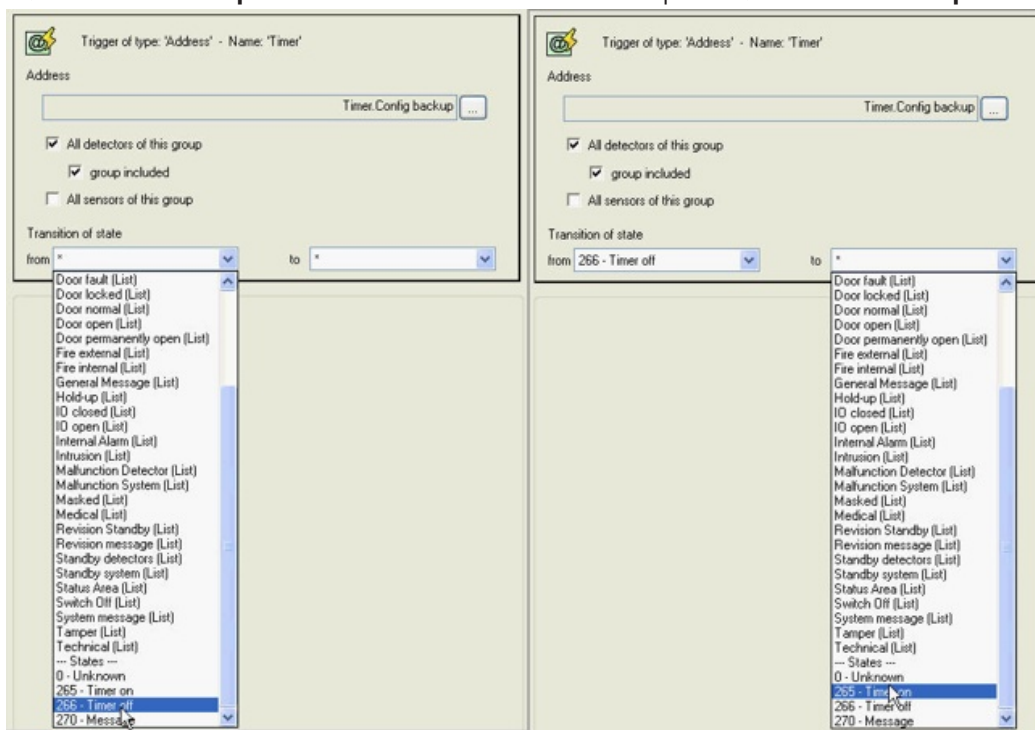 Trigger of type: 'Address' - Name: 'Timer'
Address
Timer.Config backup ...
All detectors of this group
group included
All sensors of this group
Transition of state
from * to *
Door fault (List)
Door locked (List)
Door normal (List)
Door open (List)
Door permanently open (List)
Fire external (List)
Fire internal (List)
General Message (List)
Hold-up (List)
IO closed (List)
IO open (List)
Internal Alarm (List)
Intrusion (List)
Malfunction Detector (List)
Malfunction System (List)
Masked (List)
Medical (List)
Revision Standby (List)
Revision message (List)
Standby detectors (List)
Standby system (List)
Status Area (List)
Switch Off (List)
System message (List)
Tamper (List)
Technical (List)
--- States ---
0 - Unknown
265 - Timer on
266 - Timer off
270 - Message
Trigger of type: 'Address' - Name: 'Timer'
Address
Timer.Config backup ...
All detectors of this group
group included
All sensors of this group
Transition of state
from 266 - Timer off to *
Door fault (List)
Door locked (List)
Door normal (List)
Door open (List)
Door permanently open (List)
Fire external (List)
Fire internal (List)
General Message (List)
Hold-up (List)
IO closed (List)
IO open (List)
Internal Alarm (List)
Intrusion (List)
Malfunction Detector (List)
Malfunction System (List)
Masked (List)
Medical (List)
Revision Standby (List)
Revision message (List)
Standby detectors (List)
Standby system (List)
Status Area (List)
Switch Off (List)
System message (List)
Tamper (List)
Technical (List)
--- States ---
0 - Unknown
265 - Timer on
266 - Timer off
270 - Message